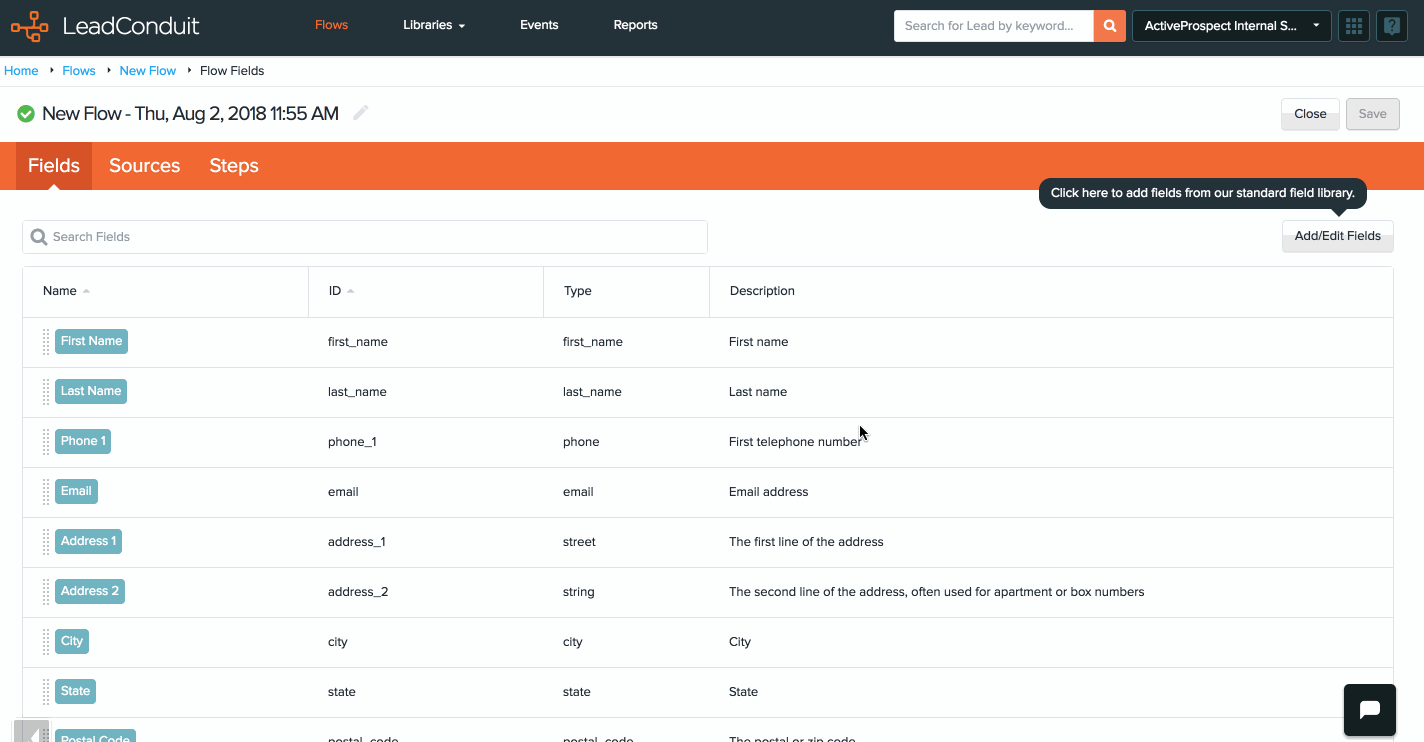 LeadConduit
Flows
Libraries
Events
Reports
Search for Lead by keyword...
ActiveProspect Internal S...
Home
Flows
New Flow
Flow Fields
New Flow - Thu, Aug 2, 2018 11:55 AM
Close
Save
Fields
Sources
Steps
Click here to add fields from our standard field library.
Search Fields
Add/Edit Fields
Name
ID
Type
Description
First Name
first_name
first_name
First name
Last Name
last_name
last_name
Last name
Phone 1
phone_1
phone
First telephone number
Email
email
email
Email address
Address 1
address_1
street
The first line of the address
Address 2
address_2
string
The second line of the address, often used for apartment or box numbers
City
city
city
City
State
state
state
State
Postal Code
postal_code
postal_code
The postal or zip code